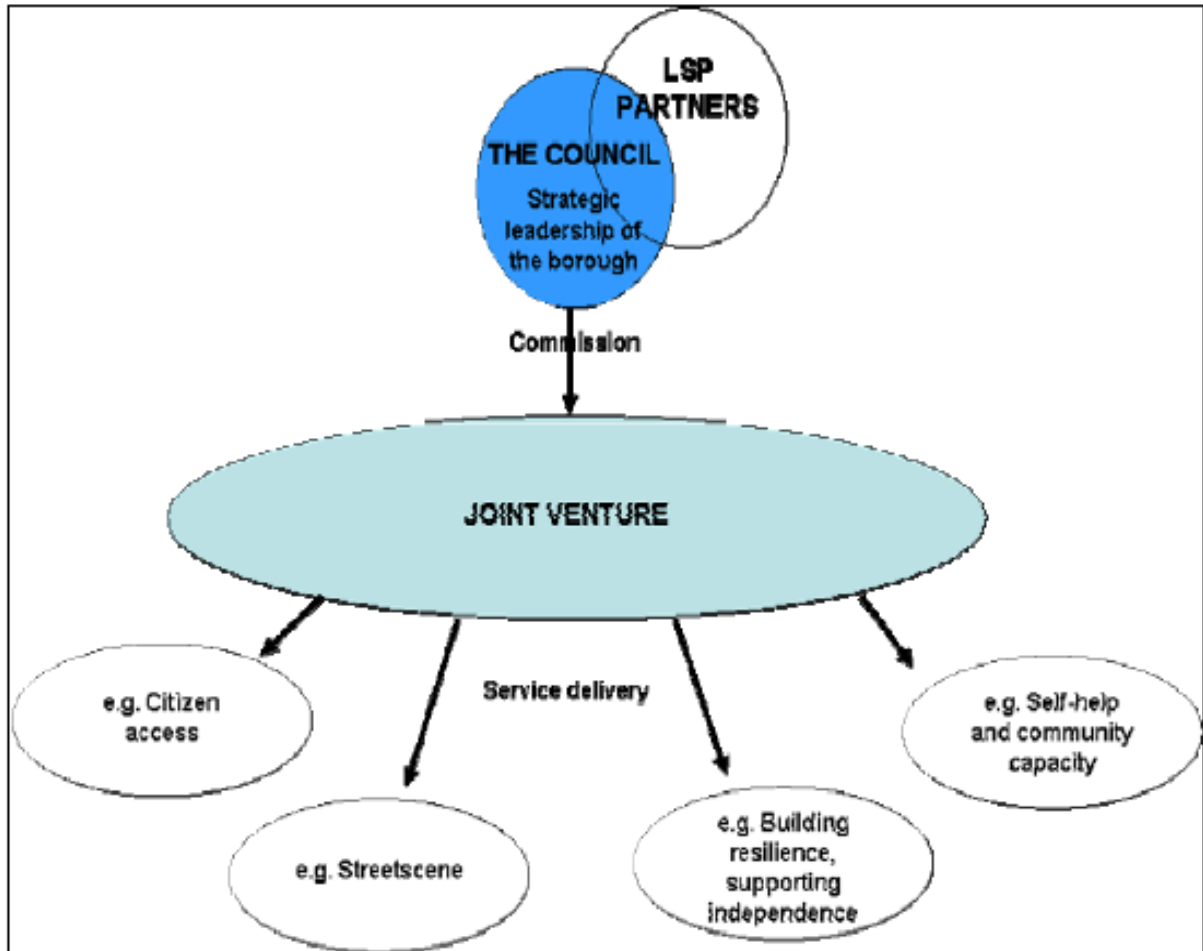 LSP
PARTNERS
THE COUNCIL
Strategic
leadership of
the borough
Commission
JOINT VENTURE
Service delivery
e.g. Citizen
access
e.g. Streetscene
e.g. Building
resilience,
supporting
independence
e.g. Self-help
and community
capacity